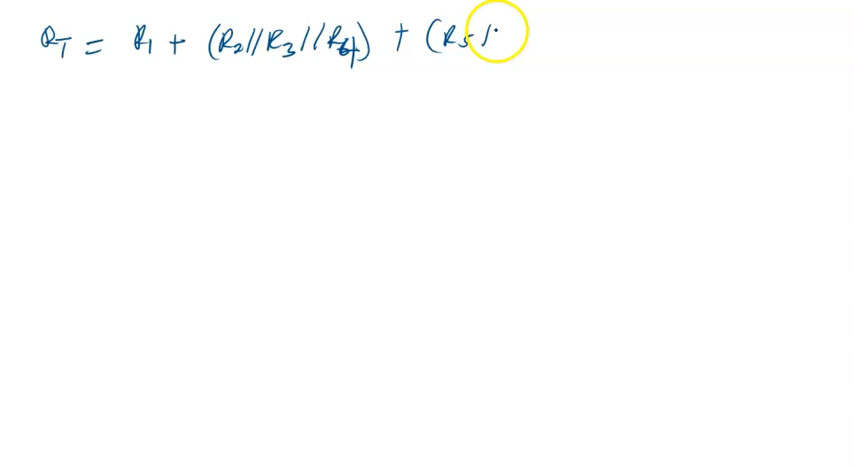 RT = R1 + (R2//R3//R4) + (R5 /